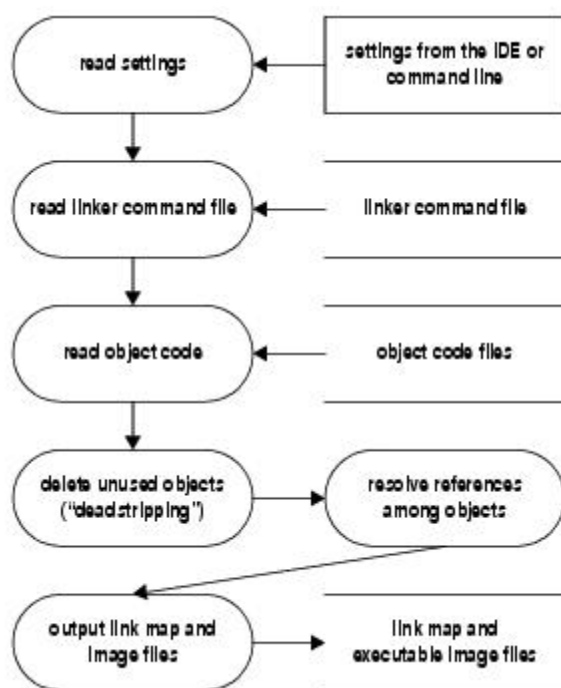 read settings
settings from the IDE or
command line
read linker command file
linker command file
read object code
object code files
delete unused objects
(“deadstripping”)
resolve references
among objects
output link map and
image files
link map and
executable image files